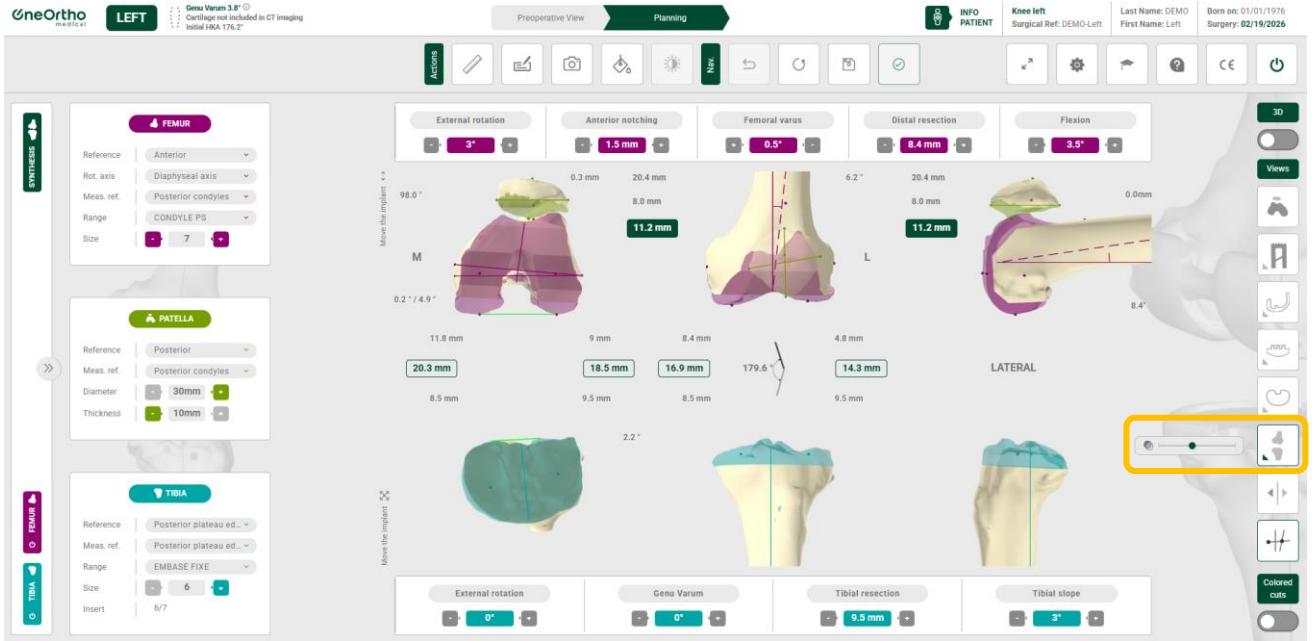 OneOrtho
medical
LEFT
Genu Varum 3.8°
Cartilage not included in CT imaging
Initial HKA 176.2°
Preoperative View
Planning
INFO
PATIENT
Knee left
Surgical Ref: DEMO-Left
Last Name: DEMO
First Name: Left
Born on: 01/01/1976
Surgery: 02/19/2026
Actions
Nav.
CE
SYNTHESIS
FEMUR
Reference Anterior
Rot. axis Diaphyseal axis
Meas. ref. Posterior condyles
Range CONDYLE PS
Size - 7 +
PATELLA
Reference Posterior
Meas. ref. Posterior condyles
Diameter - 30mm +
Thickness - 10mm +
TIBIA
Reference Posterior plateau ed...
Meas. ref. Posterior plateau ed...
Range EMBASE FIXE
Size - 6 +
Insert 6/7
FEMUR
TIBIA
External rotation
- 3° +
Anterior notching
- 1.5 mm +
Femoral varus
+ 0.5° -
Distal resection
- 8.4 mm +
Flexion
- 3.5° +
Move the implant
98.0 °
0.3 mm
20.4 mm
8.0 mm
11.2 mm
6.2 °
20.4 mm
8.0 mm
11.2 mm
0.0mm
M
L
0.2 ° / 4.9 °
8.4°
11.8 mm
9 mm
8.4 mm
4.8 mm
20.3 mm
18.5 mm
16.9 mm
179.6 °
14.3 mm
LATERAL
8.5 mm
9.5 mm
8.5 mm
9.5 mm
2.2 °
Move the implant
External rotation
- 0° +
Genu Varum
- 0° +
Tibial resection
- 9.5 mm +
Tibial slope
- 3° +
3D
Views
Colored
cuts